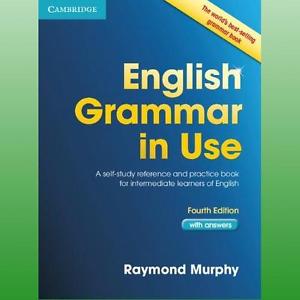 CAMBRIDGE
The world's best-selling
grammar book
English
Grammar
in Use
A self-study reference and practice book
for intermediate learners of English
Fourth Edition
with answers
Raymond Murphy